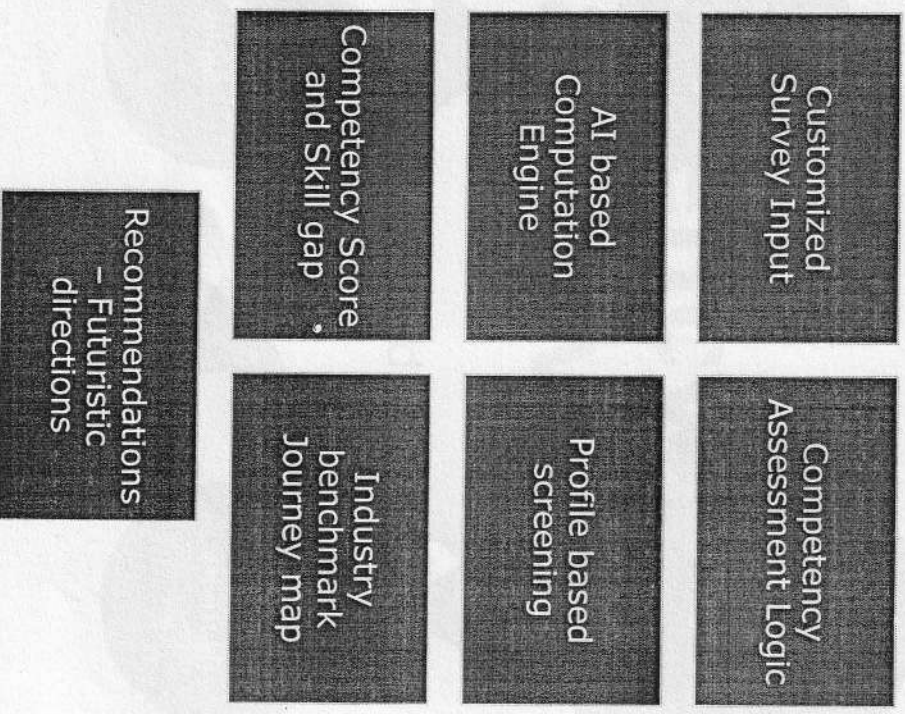 Customized
Survey Input
Competency
Assessment Logic
AI based
Computation
Engine
Profile based
screening
Competency Score
and Skill gap
Industry
benchmark
Journey map
Recommendations
– Futuristic
directions